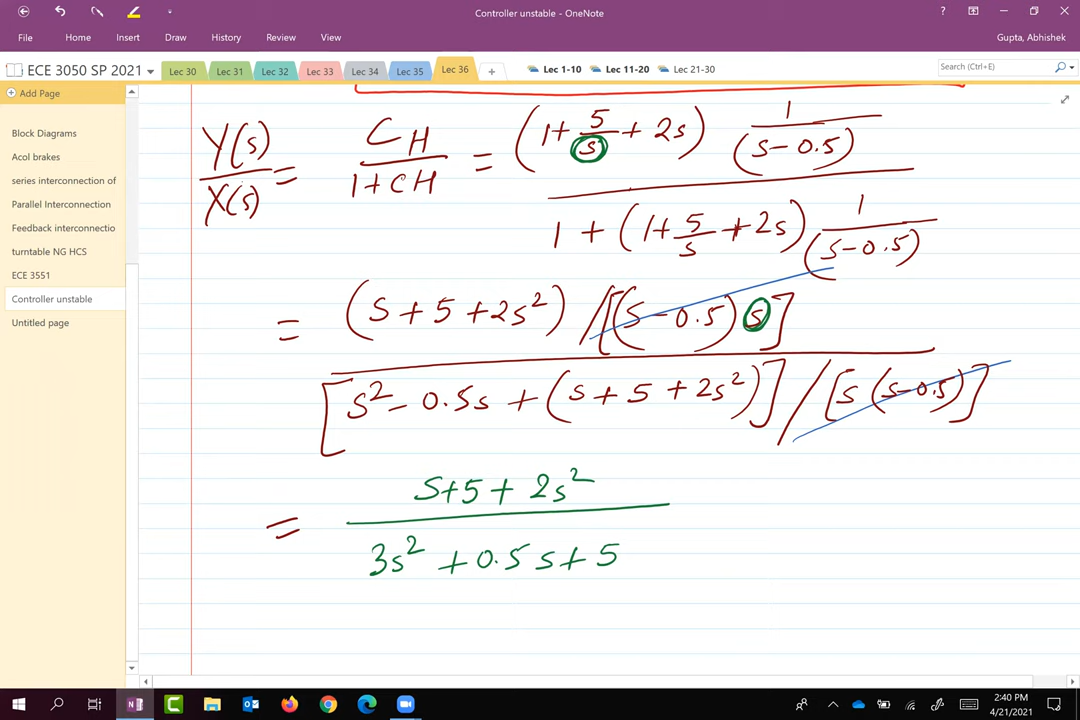 Controller unstable - OneNote
?
File Home Insert Draw History Review View
Gupta, Abhishek
ECE 3050 SP 2021
Lec 30 Lec 31 Lec 32 Lec 33 Lec 34 Lec 35 Lec 36 + Lec 1-10 Lec 11-20 Lec 21-30
Search (Ctrl+E)
Add Page
Block Diagrams
Acol brakes
series interconnection of
Parallel Interconnection
Feedback interconnectio
turntable NG HCS
ECE 3551
Controller unstable
Untitled page
Y(s)/X(s) = CH/(1+CH) = (1+5/s+2s) 1/(s-0.5) / 1+(1+5/s+2s) 1/(s-0.5)
= (s+5+2s²)/[(s-0.5)s] / [s²-0.5s+(s+5+2s²)]/[s(s-0.5)]
= s+5+2s² / 3s²+0.5s+5
2:40 PM
4/21/2021